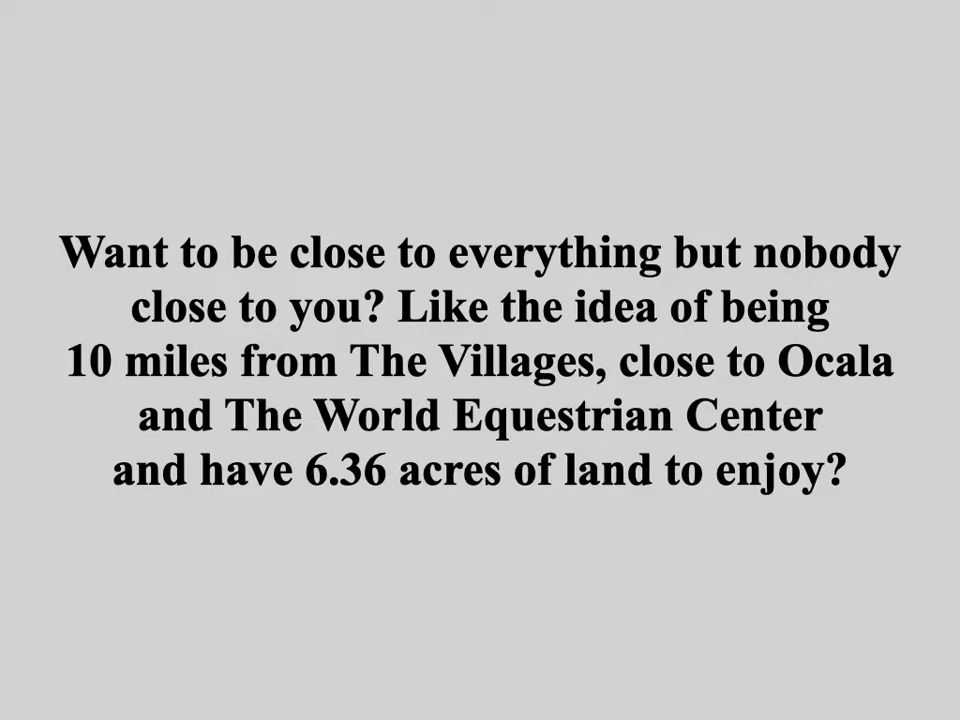 Want to be close to everything but nobody
close to you? Like the idea of being
10 miles from The Villages, close to Ocala
and The World Equestrian Center
and have 6.36 acres of land to enjoy?